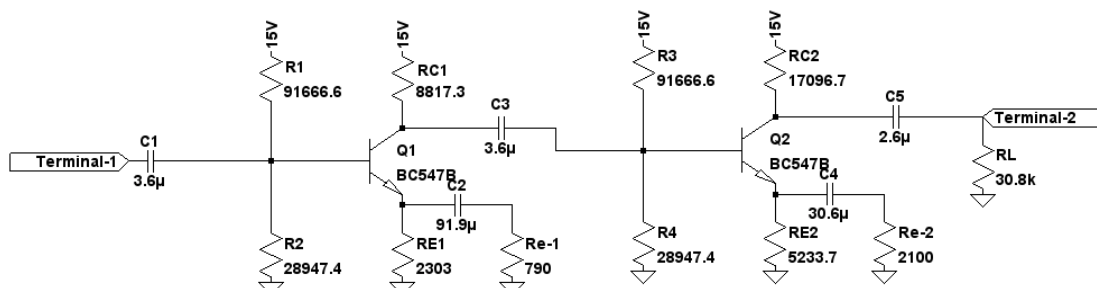 15V
R1
91666.6
15V
RC1
8817.3
C3
3.6µ
15V
R3
91666.6
15V
RC2
17096.7
C5
2.6µ
Terminal-2
Terminal-1
C1
3.6µ
Q1
BC547B
C2
91.9µ
Q2
BC547B
C4
30.6µ
RL
30.8k
R2
28947.4
RE1
2303
Re-1
790
R4
28947.4
RE2
5233.7
Re-2
2100